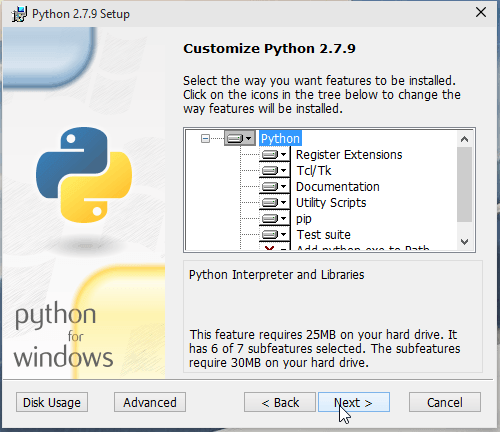 Python 2.7.9 Setup
Customize Python 2.7.9
Select the way you want features to be installed.
Click on the icons in the tree below to change the
way features will be installed.
Python
Register Extensions
Tcl/Tk
Documentation
Utility Scripts
pip
Test suite
Add python.exe to Path
Python Interpreter and Libraries
This feature requires 25MB on your hard drive. It
has 6 of 7 subfeatures selected. The subfeatures
require 30MB on your hard drive.
python
for
windows
Disk Usage
Advanced
< Back
Next >
Cancel